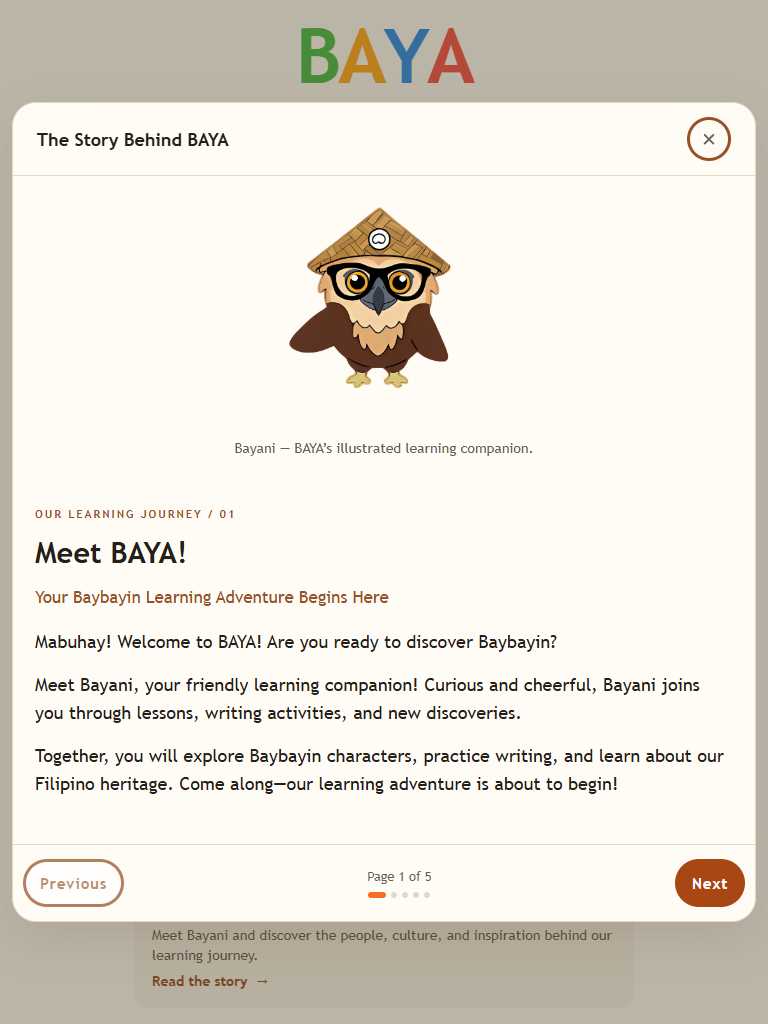 BAYA
The Story Behind BAYA
Bayani — BAYA’s illustrated learning companion.
OUR LEARNING JOURNEY / 01
Meet BAYA!
Your Baybayin Learning Adventure Begins Here
Mabuhay! Welcome to BAYA! Are you ready to discover Baybayin?
Meet Bayani, your friendly learning companion! Curious and cheerful, Bayani joins
you through lessons, writing activities, and new discoveries.
Together, you will explore Baybayin characters, practice writing, and learn about our
Filipino heritage. Come along—our learning adventure is about to begin!
Previous
Page 1 of 5
Next
Meet Bayani and discover the people, culture, and inspiration behind our
learning journey.
Read the story →